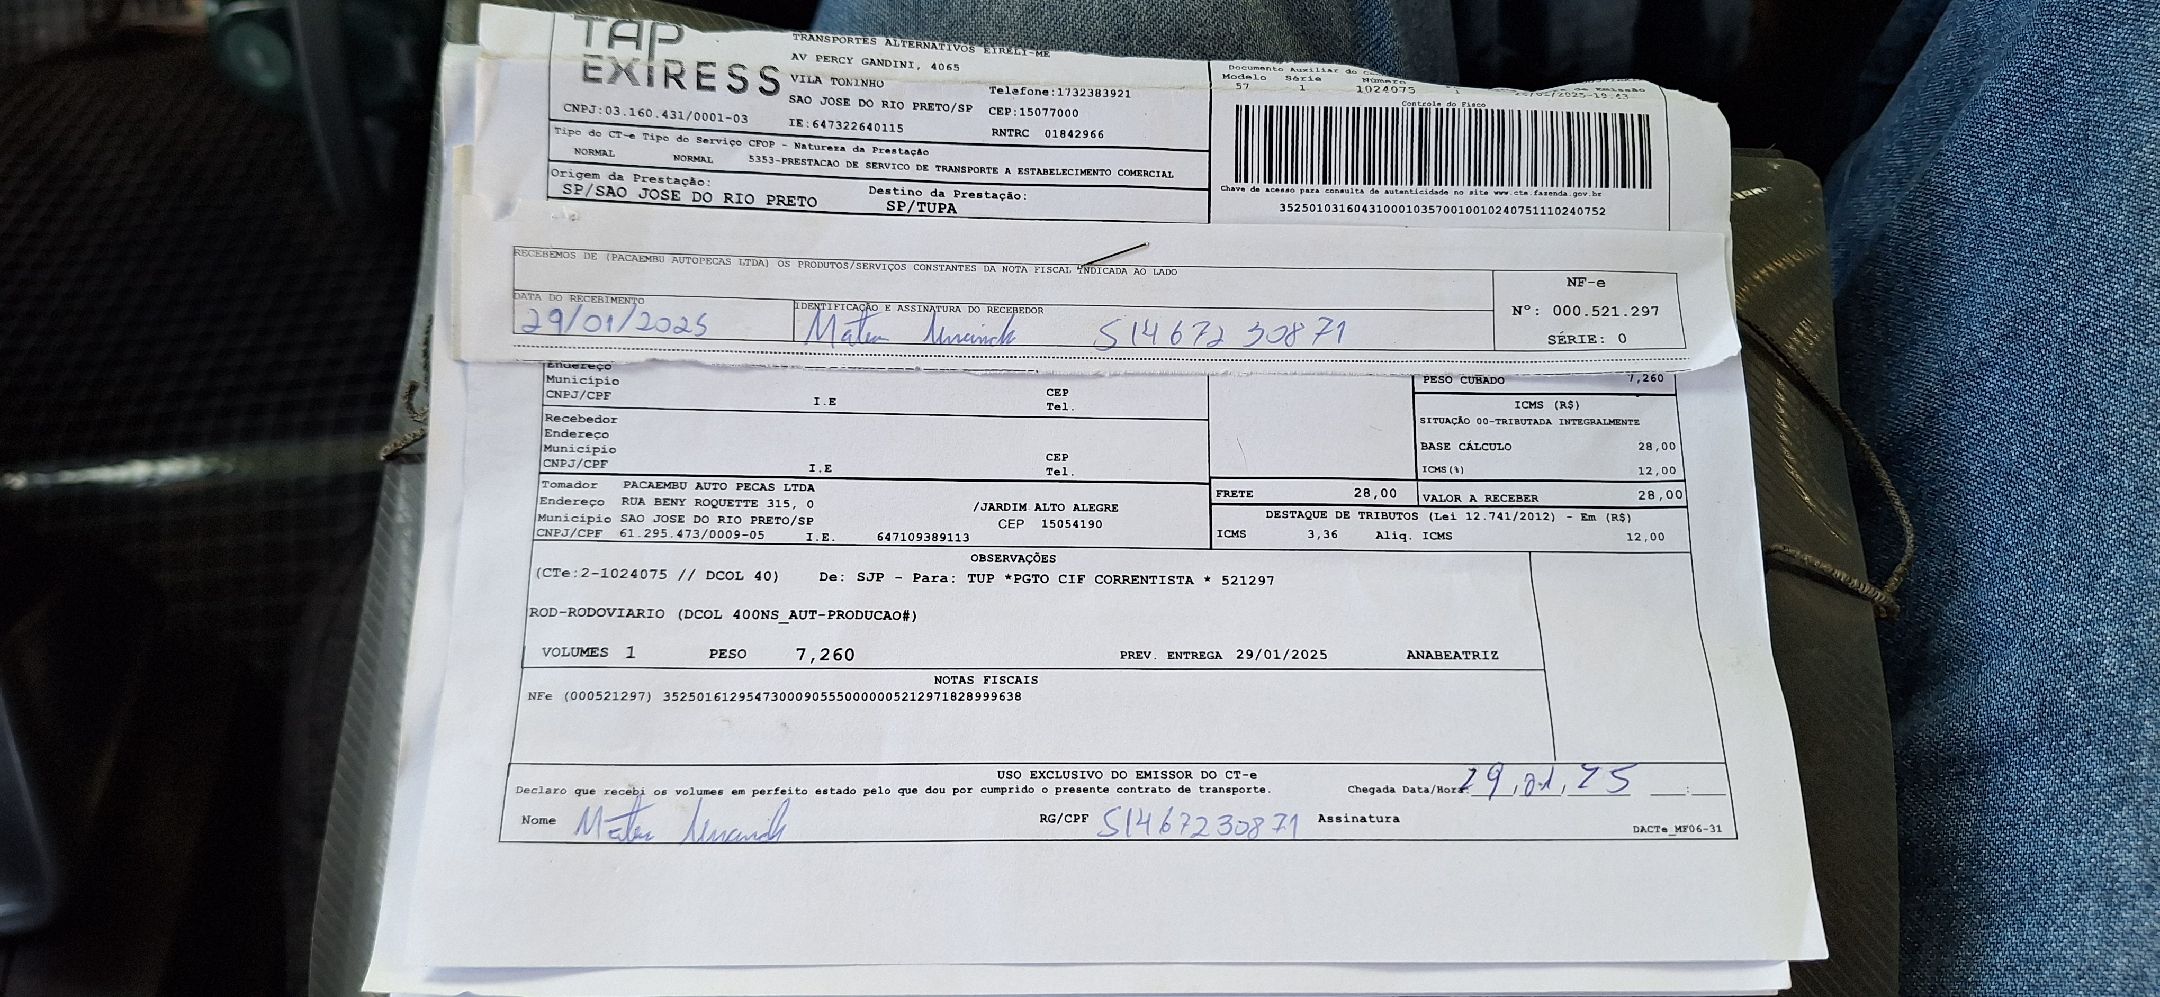 TAP
EXIRESS
TRANSPORTES ALTERNATIVOS EIRELI-ME
AV PERCY GANDINI, 4065
VILA TONINHO
SAO JOSE DO RIO PRETO/SP
Telefone:1732383921
CEP:15077000
CNPJ:03.160.431/0001-03
IE:647322640115
RNTRC 01842966
Documento Auxiliar do
Modelo Série Número
57 1 1024075
Controle do Fisco
Tipo do CT-e Tipo do Serviço CFOP - Natureza da Prestação
NORMAL NORMAL 5353-PRESTACAO DE SERVICO DE TRANSPORTE A ESTABELECIMENTO COMERCIAL
Origem da Prestação: Destino da Prestação:
SP/SAO JOSE DO RIO PRETO SP/TUPA
Chave de acesso para consulta de autenticidade no site www.cte.fazenda.gov.br
35250103160431000103570010010240751110240752
RECEBEMOS DE (PACAEMBU AUTOPECAS LTDA) OS PRODUTOS/SERVIÇOS CONSTANTES DA NOTA FISCAL INDICADA AO LADO
NF-e
DATA DO RECEBIMENTO IDENTIFICAÇÃO E ASSINATURA DO RECEBEDOR
Nº: 000.521.297
29/01/2025 51467230871
SÉRIE: 0
Endereço
Município CEP
CNPJ/CPF I.E Tel.
PESO CUBADO 7,260
ICMS (R$)
Recebedor
SITUAÇÃO 00-TRIBUTADA INTEGRALMENTE
Endereço
Município CEP
BASE CÁLCULO 28,00
CNPJ/CPF I.E Tel.
ICMS(%) 12,00
Tomador PACAEMBU AUTO PECAS LTDA
FRETE 28,00 VALOR A RECEBER 28,00
Endereço RUA BENY ROQUETTE 315, 0 /JARDIM ALTO ALEGRE
Município SAO JOSE DO RIO PRETO/SP CEP 15054190
DESTAQUE DE TRIBUTOS (Lei 12.741/2012) - Em (R$)
CNPJ/CPF 61.295.473/0009-05 I.E. 647109389113
ICMS 3,36 Aliq. ICMS 12,00
OBSERVAÇÕES
(CTe:2-1024075 // DCOL 40) De: SJP - Para: TUP *PGTO CIF CORRENTISTA * 521297
ROD-RODOVIARIO (DCOL 400NS_AUT-PRODUCAO#)
VOLUMES 1 PESO 7,260 PREV. ENTREGA 29/01/2025 ANABEATRIZ
NOTAS FISCAIS
NFe (000521297) 35250161295473000905550000005212971828999638
USO EXCLUSIVO DO EMISSOR DO CT-e
Declaro que recebi os volumes em perfeito estado pelo que dou por cumprido o presente contrato de transporte. Chegada Data/Hora: 29,01,25
Nome RG/CPF 51467230871 Assinatura
DACTe_MF06-31